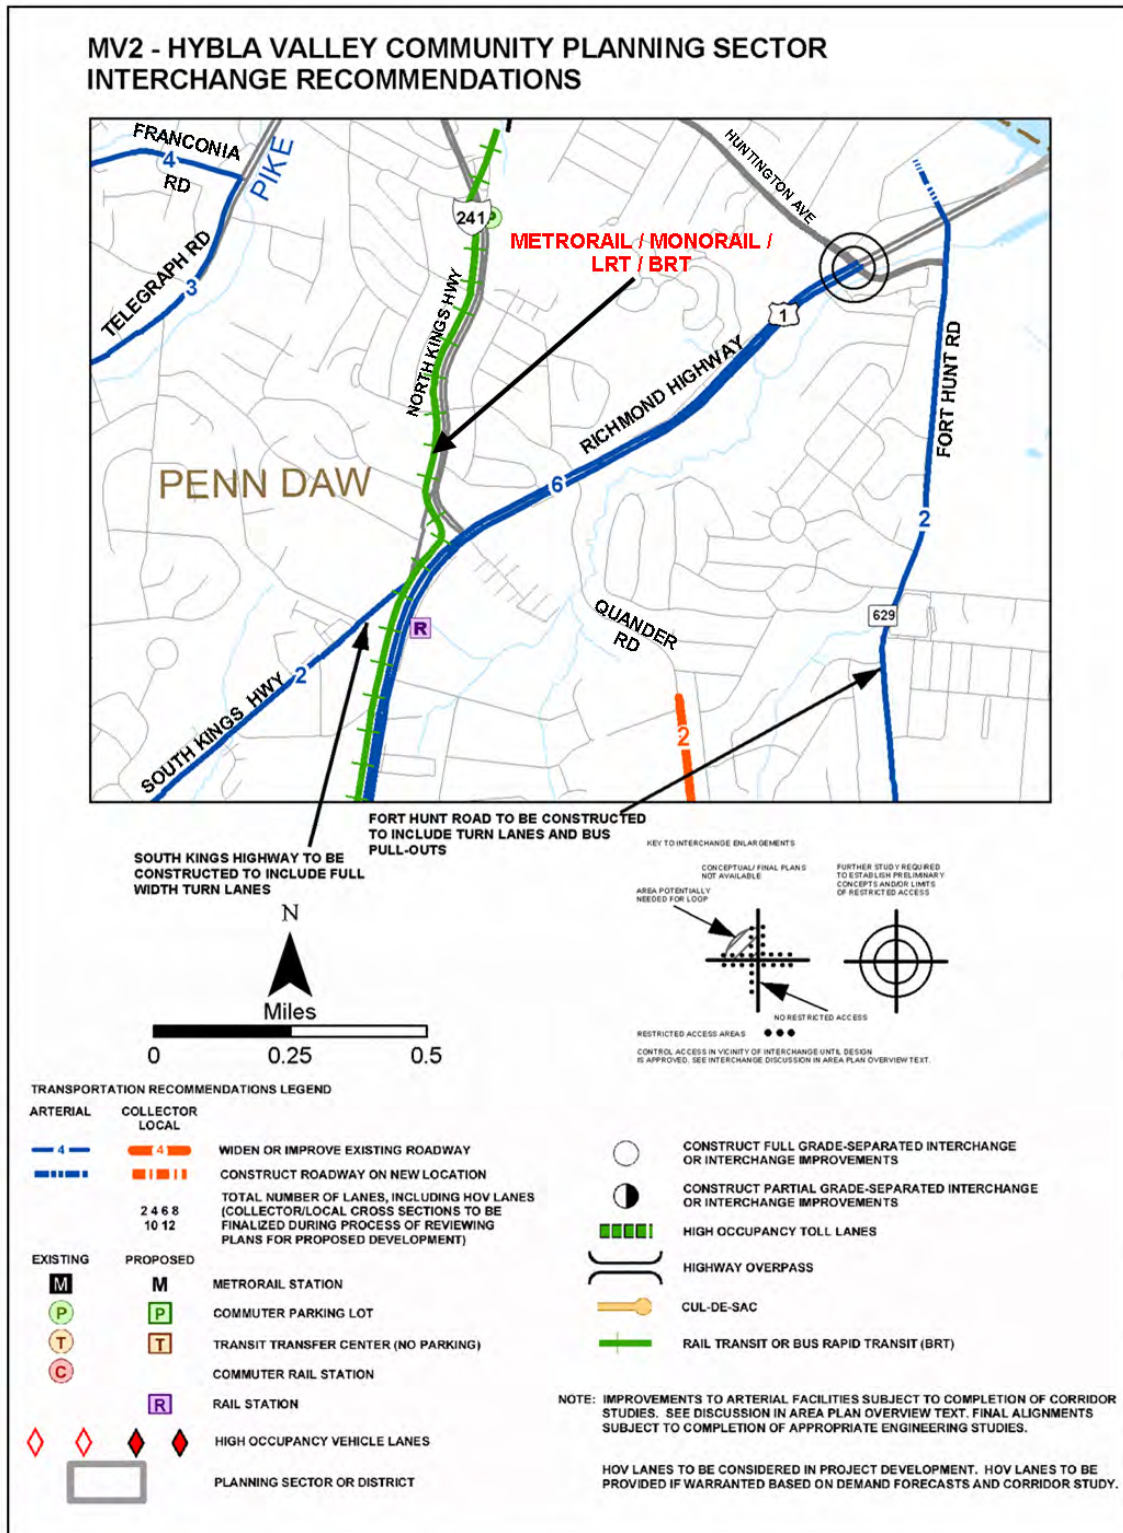 MV2 - HYBLA VALLEY COMMUNITY PLANNING SECTOR
INTERCHANGE RECOMMENDATIONS
FRANCONIA
RD
4
PIKE
TELEGRAPH RD
3
241
P
NORTH KINGS HWY
METRORAIL / MONORAIL /
LRT / BRT
HUNTINGTON AVE
1
RICHMOND HIGHWAY
6
FORT HUNT RD
2
629
PENN DAW
R
QUANDER
RD
2
SOUTH KINGS HWY
2
FORT HUNT ROAD TO BE CONSTRUCTED
TO INCLUDE TURN LANES AND BUS
PULL-OUTS
SOUTH KINGS HIGHWAY TO BE
CONSTRUCTED TO INCLUDE FULL
WIDTH TURN LANES
N
Miles
0 0.25 0.5
KEY TO INTERCHANGE ENLARGEMENTS
CONCEPTUAL/ FINAL PLANS
NOT AVAILABLE
AREA POTENTIALLY
NEEDED FOR LOOP
FURTHER STUDY REQUIRED
TO ESTABLISH PRELIMINARY
CONCEPTS AND/OR LIMITS
OF RESTRICTED ACCESS
NO RESTRICTED ACCESS
RESTRICTED ACCESS AREAS
CONTROL ACCESS IN VICINITY OF INTERCHANGE UNTIL DESIGN
IS APPROVED. SEE INTERCHANGE DISCUSSION IN AREA PLAN OVERVIEW TEXT.
TRANSPORTATION RECOMMENDATIONS LEGEND
ARTERIAL
COLLECTOR
LOCAL
4 4 WIDEN OR IMPROVE EXISTING ROADWAY
CONSTRUCT ROADWAY ON NEW LOCATION
2 4 6 8
10 12
TOTAL NUMBER OF LANES, INCLUDING HOV LANES
(COLLECTOR/LOCAL CROSS SECTIONS TO BE
FINALIZED DURING PROCESS OF REVIEWING
PLANS FOR PROPOSED DEVELOPMENT)
EXISTING PROPOSED
M M METRORAIL STATION
P P COMMUTER PARKING LOT
T T TRANSIT TRANSFER CENTER (NO PARKING)
C COMMUTER RAIL STATION
R RAIL STATION
HIGH OCCUPANCY VEHICLE LANES
PLANNING SECTOR OR DISTRICT
CONSTRUCT FULL GRADE-SEPARATED INTERCHANGE
OR INTERCHANGE IMPROVEMENTS
CONSTRUCT PARTIAL GRADE-SEPARATED INTERCHANGE
OR INTERCHANGE IMPROVEMENTS
HIGH OCCUPANCY TOLL LANES
HIGHWAY OVERPASS
CUL-DE-SAC
RAIL TRANSIT OR BUS RAPID TRANSIT (BRT)
NOTE: IMPROVEMENTS TO ARTERIAL FACILITIES SUBJECT TO COMPLETION OF CORRIDOR
STUDIES. SEE DISCUSSION IN AREA PLAN OVERVIEW TEXT. FINAL ALIGNMENTS
SUBJECT TO COMPLETION OF APPROPRIATE ENGINEERING STUDIES.
HOV LANES TO BE CONSIDERED IN PROJECT DEVELOPMENT. HOV LANES TO BE
PROVIDED IF WARRANTED BASED ON DEMAND FORECASTS AND CORRIDOR STUDY.